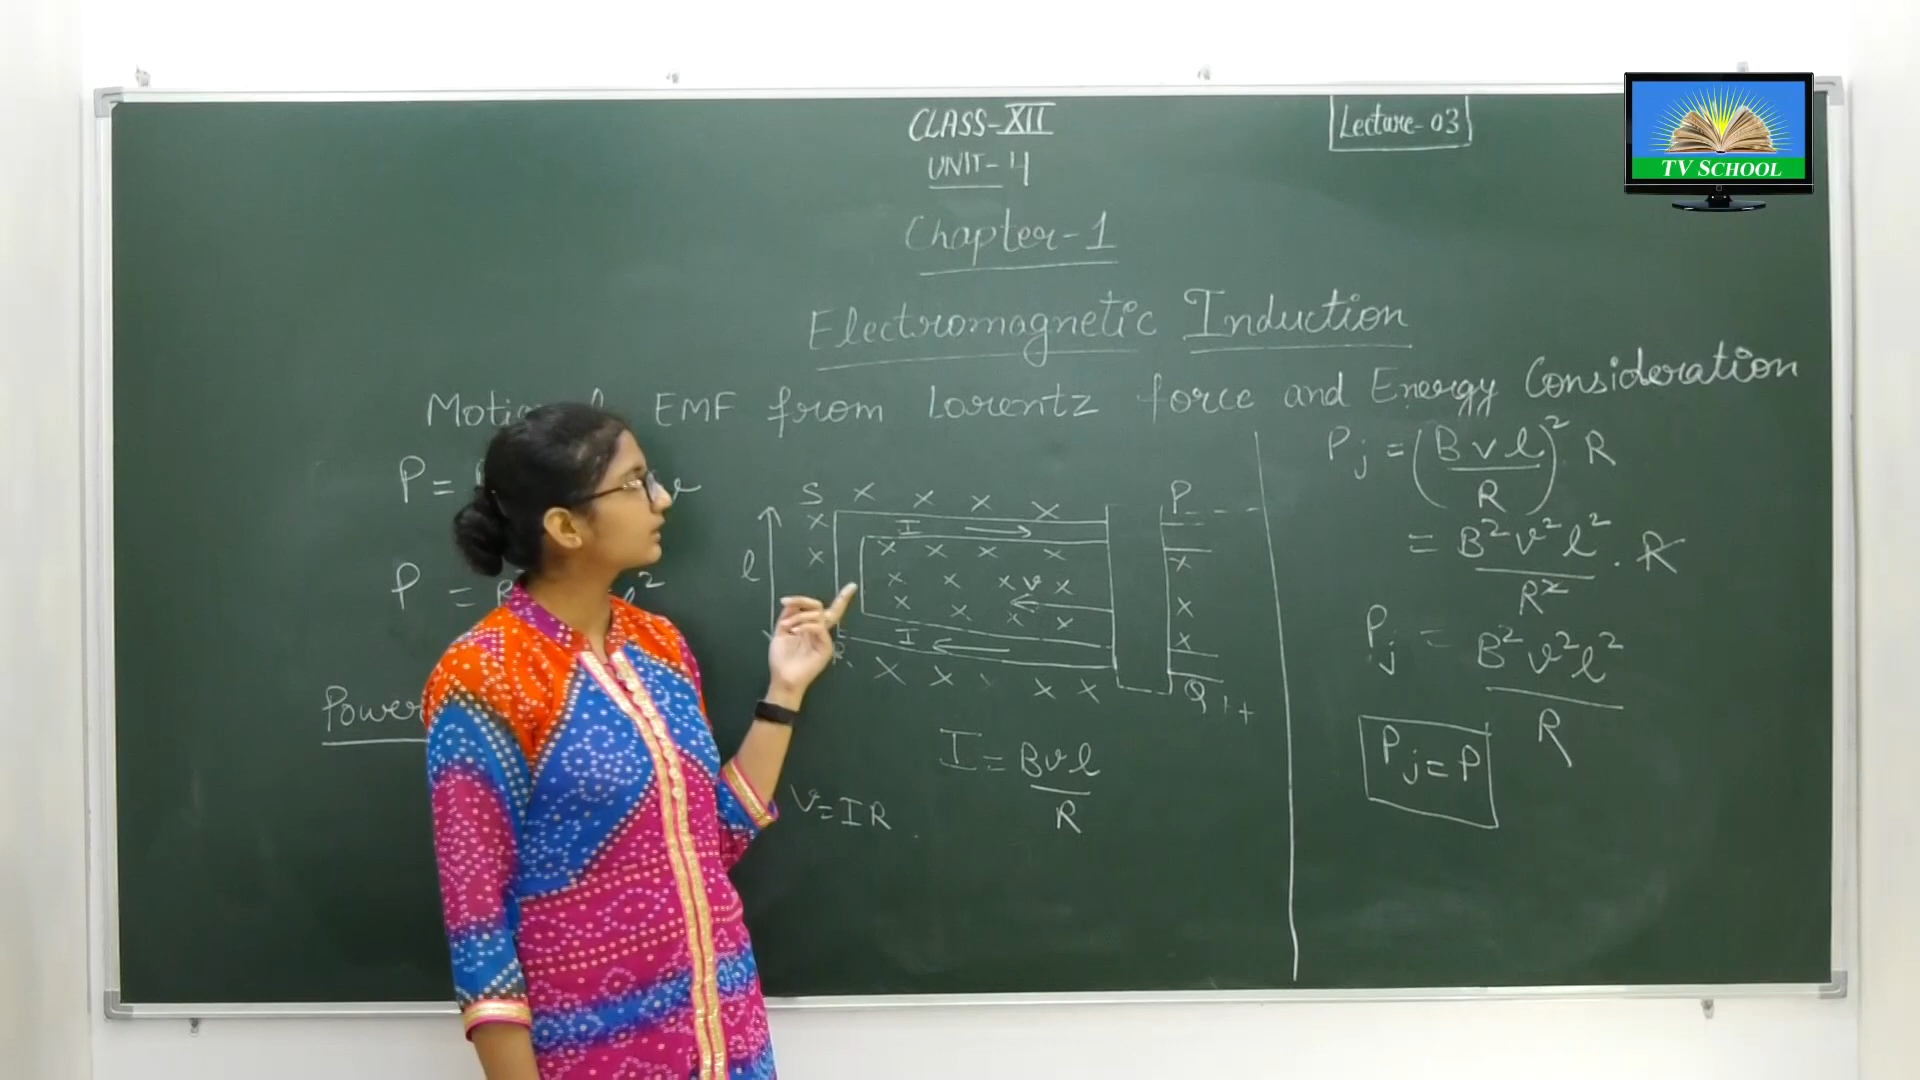 CLASS-XII
Lecture-03
UNIT-4
TV SCHOOL
Chapter-1
Electromagnetic Induction
EMF from Lorentz force and Energy Consideration
P =
P = l²
Power
S × × × × P
× I
× × × × ×
l × × × v × ×
× × × × ×
I ×
R × × × × Q
I = Bvl / R
V = IR
Pj = (Bvl / R)² R
= B²v²l² / R² . R
Pj = B²v²l² / R
Pj = P